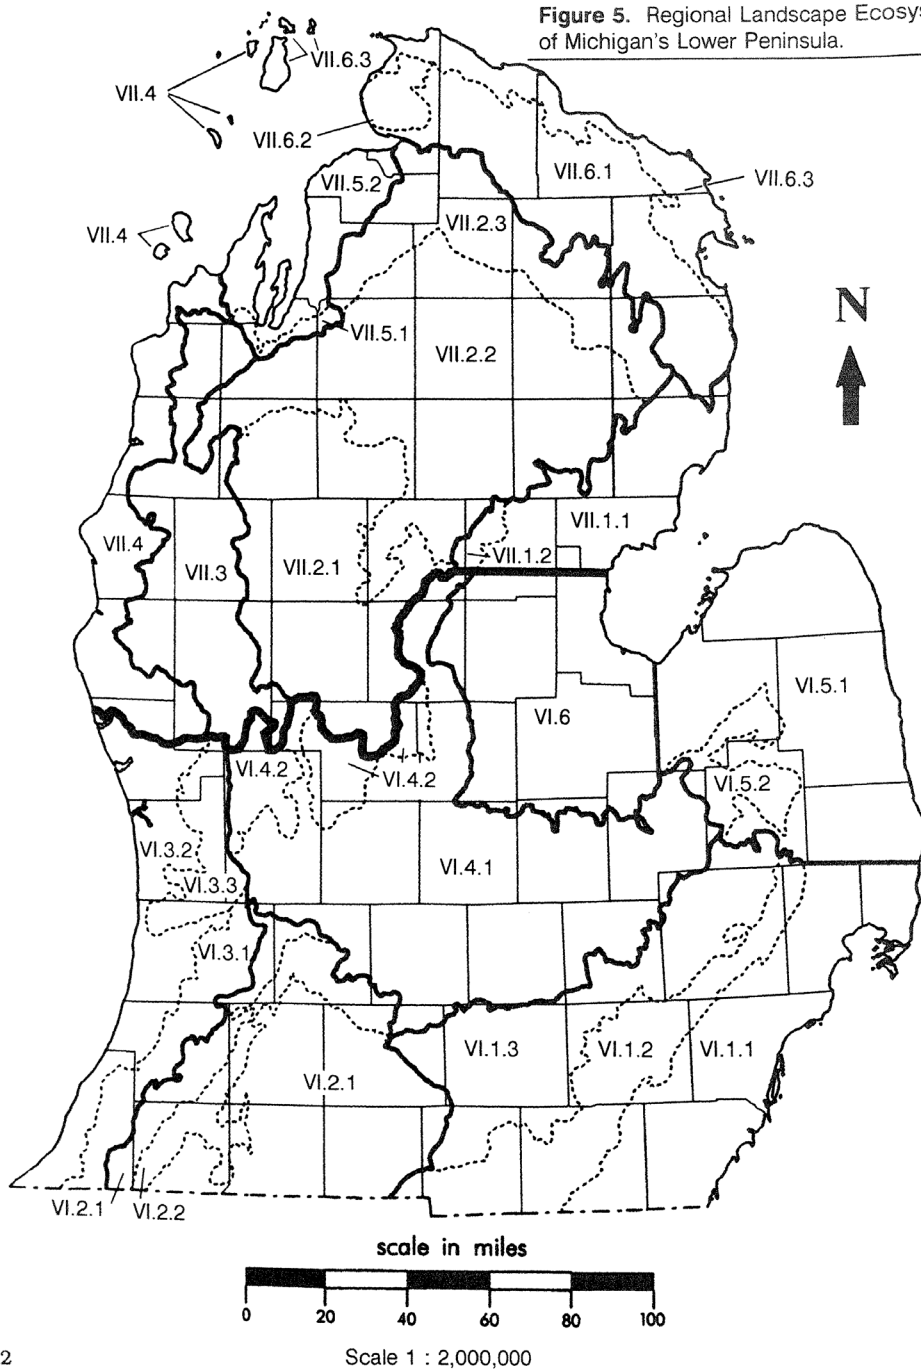 Figure 5. Regional Landscape
of Michigan's Lower Peninsula.
VII.6.3
VII.4
VII.6.2
VII.6.1
VII.5.2
VII.6.3
VII.2.3
VII.4
N
VII.5.1
VII.2.2
VII.1.1
VII.4
VII.1.2
VII.3
VII.2.1
VI.5.1
VI.6
VI.4.2
VI.4.2
VI.5.2
VI.3.2
VI.4.1
VI.3.3
VI.3.1
VI.1.3
VI.1.2
VI.1.1
VI.2.1
VI.2.1
VI.2.2
scale in miles
0 20 40 60 80 100
2
Scale 1 : 2,000,000